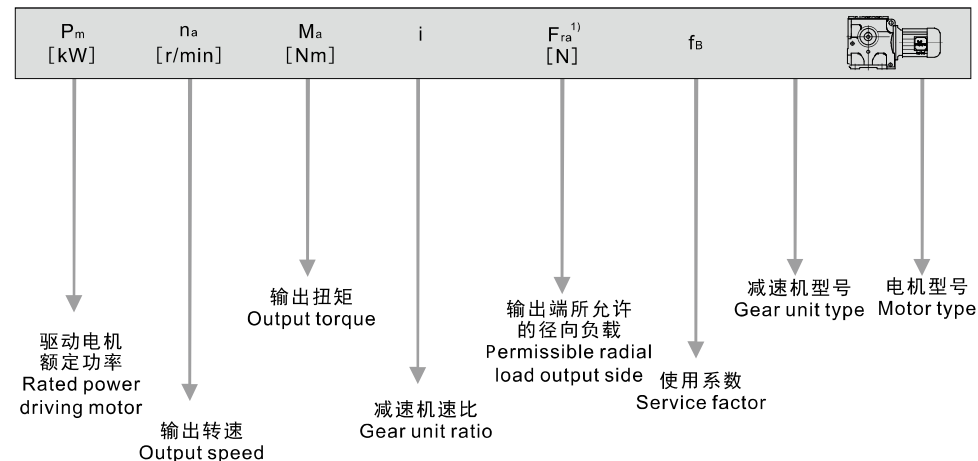 Pm
[kW]
na
[r/min]
Ma
[Nm]
i
Fra1)
[N]
fB
驱动电机
额定功率
Rated power
driving motor
输出转速
Output speed
输出扭矩
Output torque
减速机速比
Gear unit ratio
输出端所允许
的径向负载
Permissible radial
load output side
使用系数
Service factor
减速机型号
Gear unit type
电机型号
Motor type